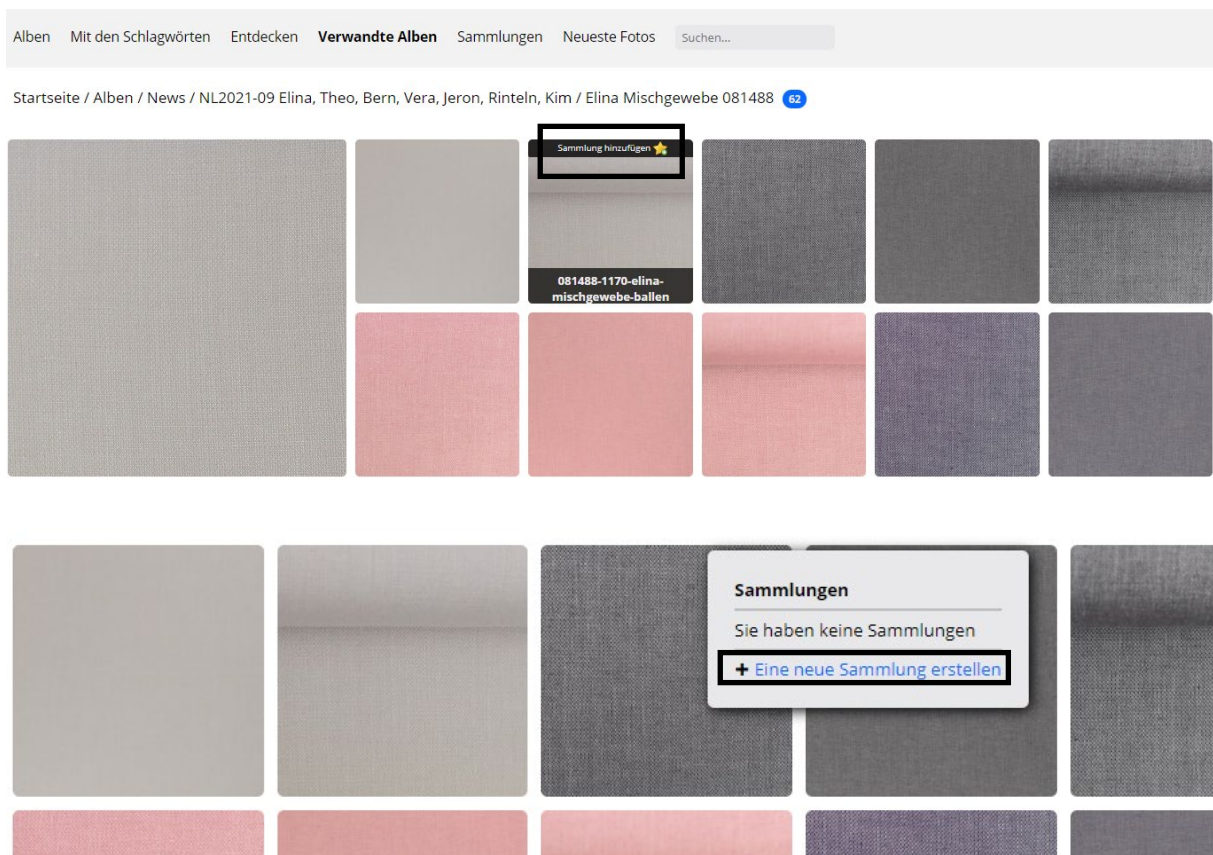 Alben Mit den Schlagwörten Entdecken Verwandte Alben Sammlungen Neueste Fotos Suchen...
Startseite / Alben / News / NL2021-09 Elina, Theo, Bern, Vera, Jeron, Rinteln, Kim / Elina Mischgewebe 081488 62
Sammlung hinzufügen
081488-1170-elina-
mischgewebe-ballen
Sammlungen
Sie haben keine Sammlungen
+ Eine neue Sammlung erstellen